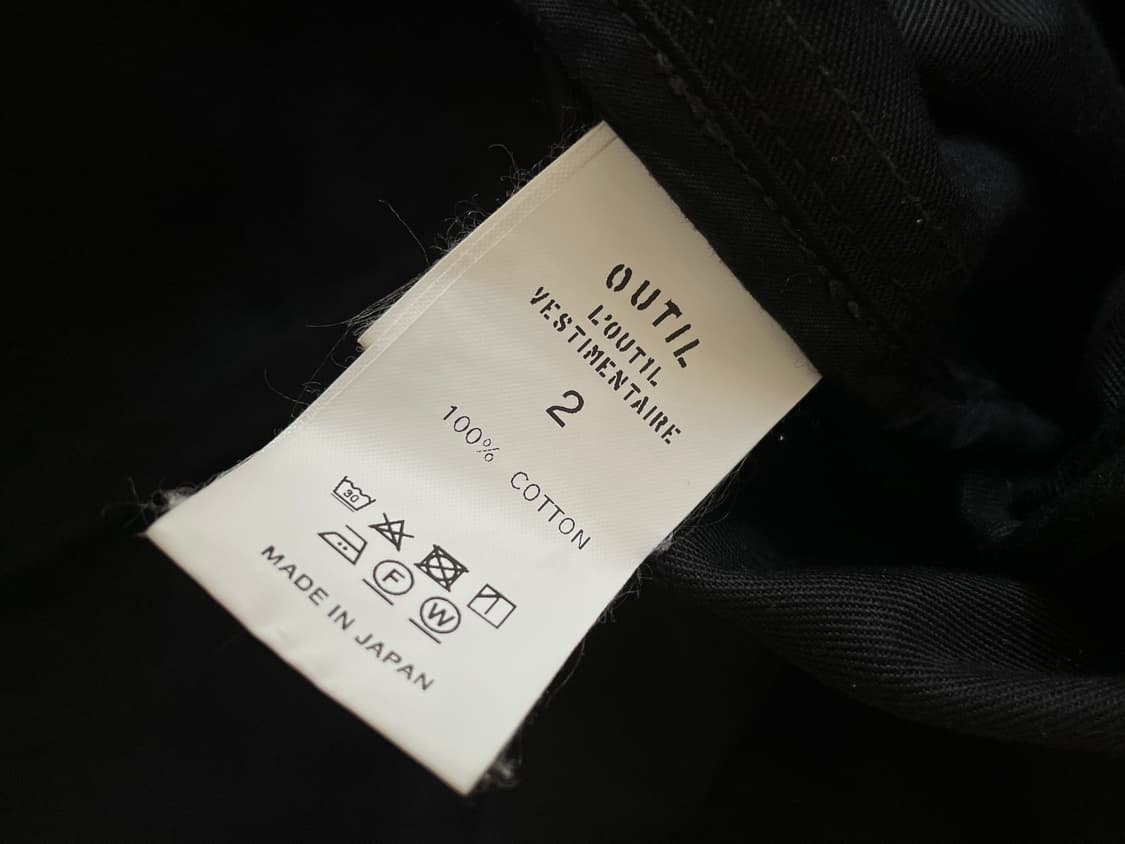 OUTIL
L'OUTIL
VESTIMENTAIRE
2
100% COTTON
30
F
W
MADE IN JAPAN